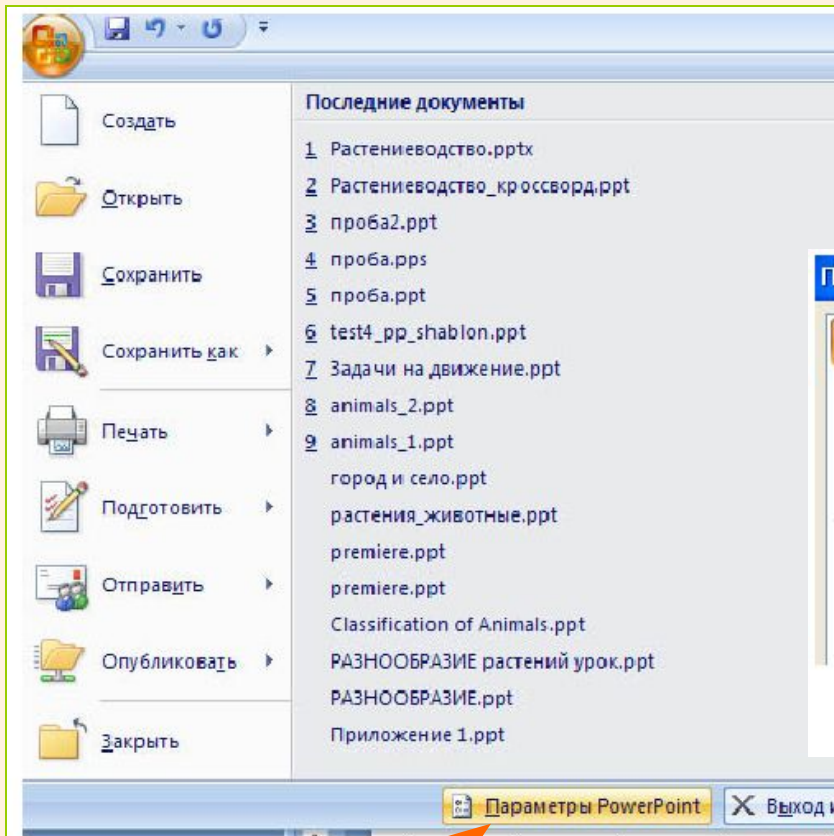 Создать
Открыть
Сохранить
Сохранить как
Печать
Подготовить
Отправить
Опубликовать
Закрыть
Последние документы
1 Растениеводство.pptx
2 Растениеводство_кроссворд.ppt
3 проба2.ppt
4 проба.pps
5 проба.ppt
6 test4_pp_shablon.ppt
7 Задачи на движение.ppt
8 animals_2.ppt
9 animals_1.ppt
город и село.ppt
растения_животные.ppt
premiere.ppt
premiere.ppt
Classification of Animals.ppt
РАЗНООБРАЗИЕ растений урок.ppt
РАЗНООБРАЗИЕ.ppt
Приложение 1.ppt
Параметры PowerPoint
Выход и